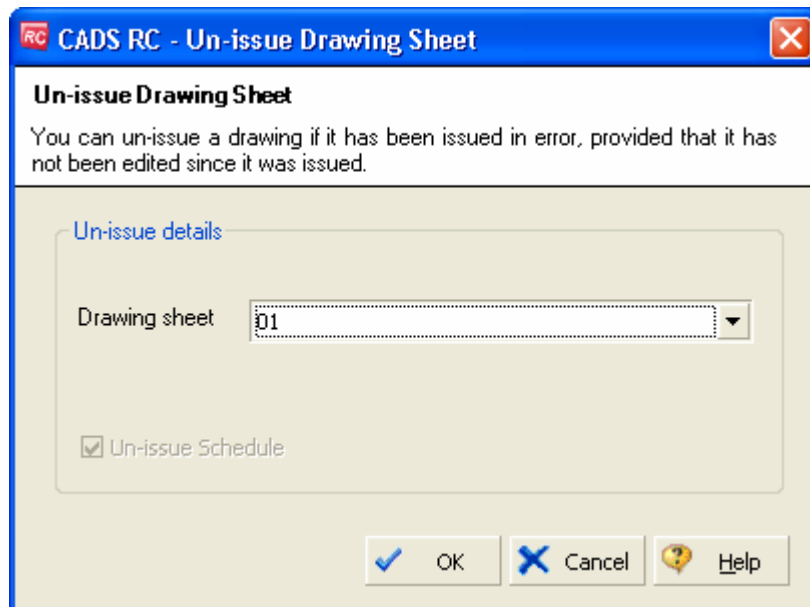 RC CADS RC - Un-issue Drawing Sheet
Un-issue Drawing Sheet
You can un-issue a drawing if it has been issued in error, provided that it has
not been edited since it was issued.
Un-issue details
Drawing sheet 01
Un-issue Schedule
OK Cancel Help